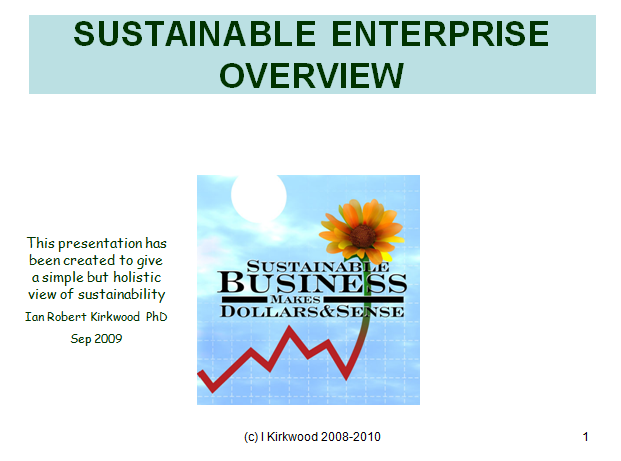 SUSTAINABLE ENTERPRISE
OVERVIEW
This presentation has
been created to give
a simple but holistic
view of sustainability
Ian Robert Kirkwood PhD
Sep 2009
SUSTAINABLE
BUSINESS
MAKES
DOLLARS&SENSE
(c) I Kirkwood 2008-2010
1